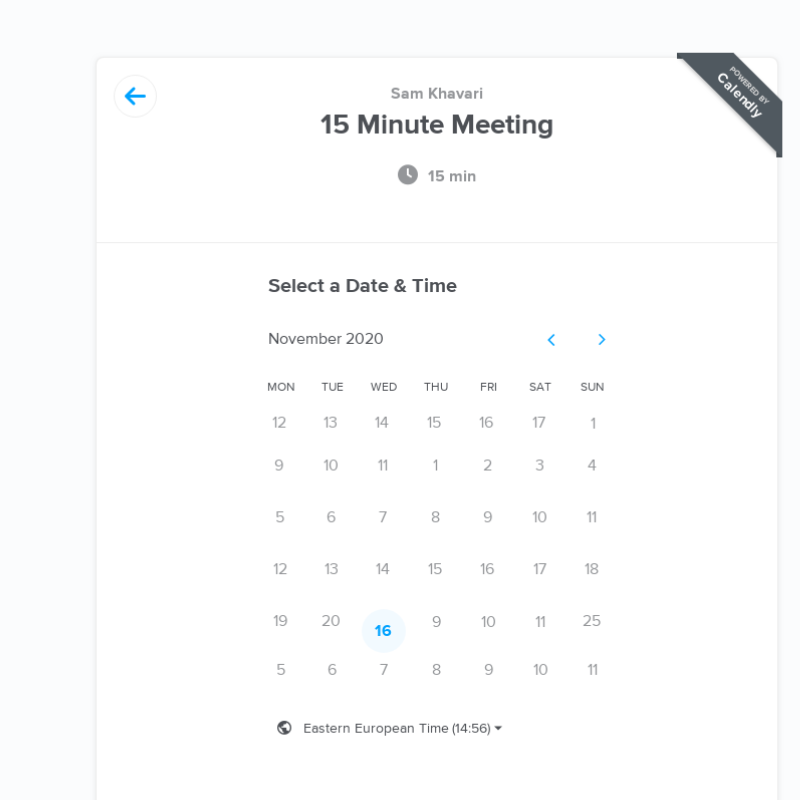 POWERED BY
Calendly
Sam Khavari
15 Minute Meeting
15 min
Select a Date & Time
November 2020
MON TUE WED THU FRI SAT SUN
12 13 14 15 16 17 1
9 10 11 1 2 3 4
5 6 7 8 9 10 11
12 13 14 15 16 17 18
19 20 16 9 10 11 25
5 6 7 8 9 10 11
Eastern European Time (14:56)